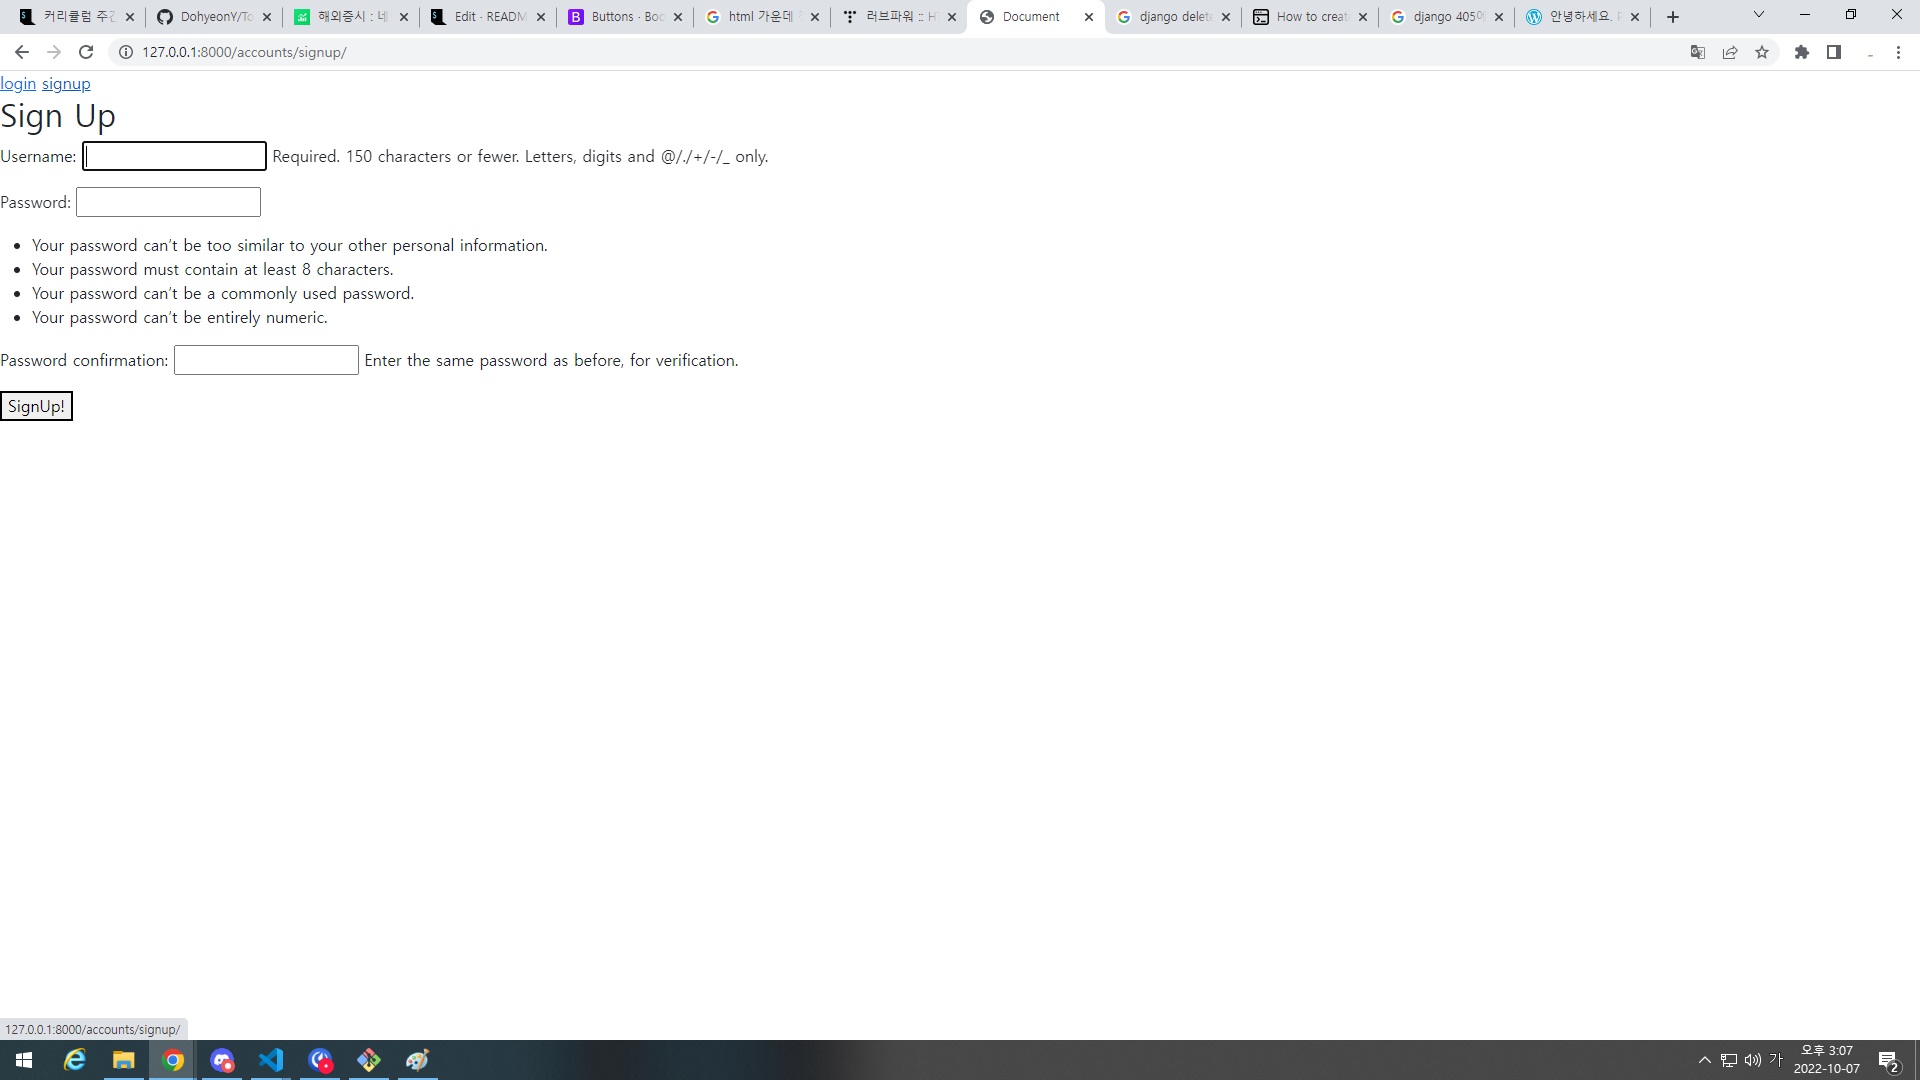 커리큘럼 주간
DohyeonY/To
해외증시 : 네
Edit · READM
Buttons · Boo
html 가운데
러브파워 :: H
Document
django delete
How to create
django 405에
안녕하세요.
127.0.0.1:8000/accounts/signup/
login signup
Sign Up
Username: Required. 150 characters or fewer. Letters, digits and @/./+/-/_ only.
Password:
Your password can't be too similar to your other personal information.
Your password must contain at least 8 characters.
Your password can't be a commonly used password.
Your password can't be entirely numeric.
Password confirmation: Enter the same password as before, for verification.
SignUp!
127.0.0.1:8000/accounts/signup/
가
오후 3:07
2022-10-07
2